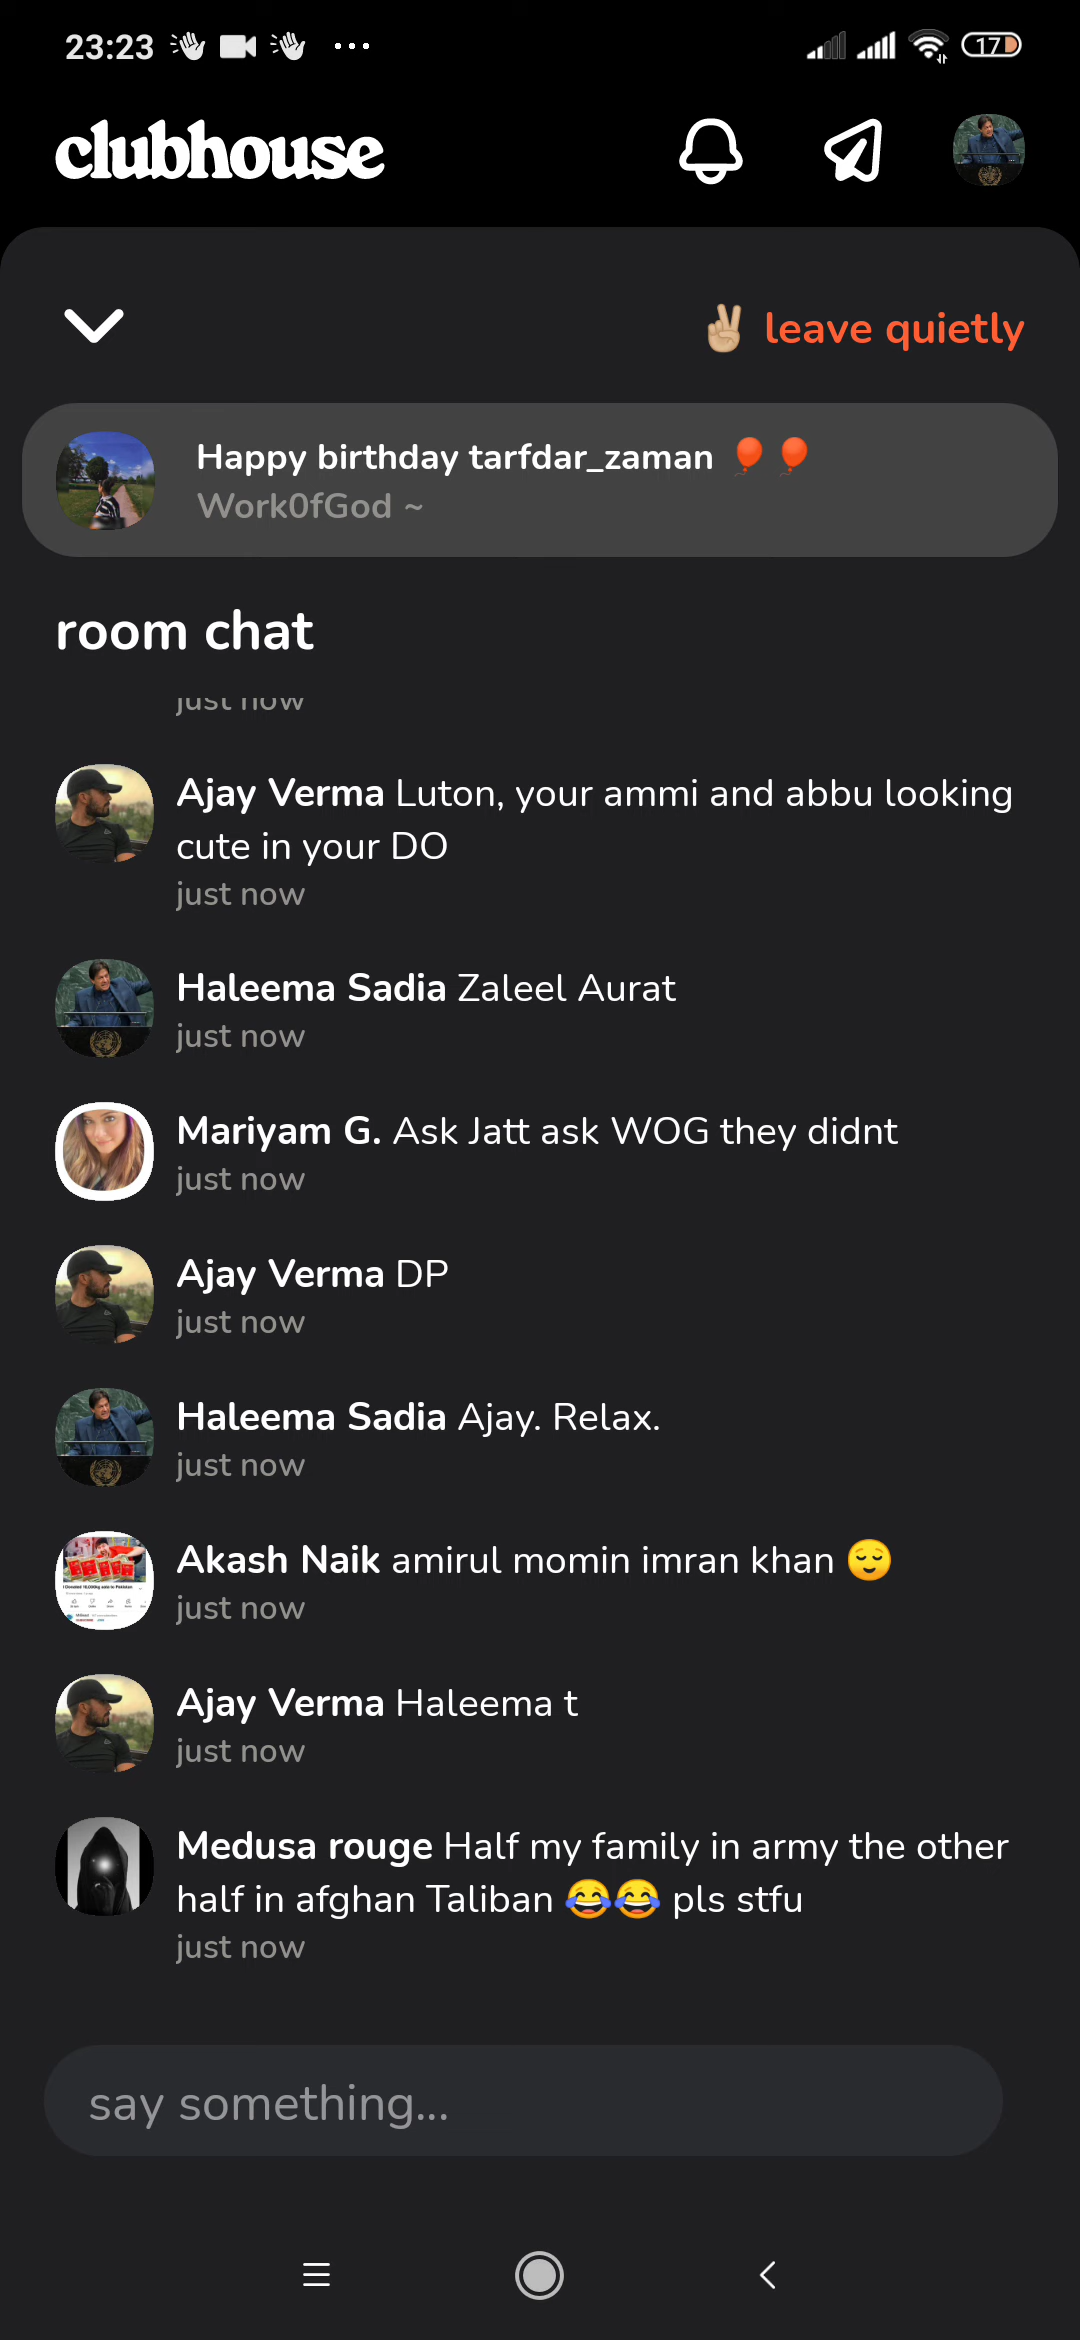 23:23
17
clubhouse
✌🏼 leave quietly
Happy birthday tarfdar_zaman 🎈🎈
Work0fGod ~
room chat
just now
Ajay Verma Luton, your ammi and abbu looking
cute in your DO
just now
Haleema Sadia Zaleel Aurat
just now
Mariyam G. Ask Jatt ask WOG they didnt
just now
Ajay Verma DP
just now
Haleema Sadia Ajay. Relax.
just now
Akash Naik amirul momin imran khan 😌
just now
Ajay Verma Haleema t
just now
Medusa rouge Half my family in army the other
half in afghan Taliban 😂😂 pls stfu
just now
say something...